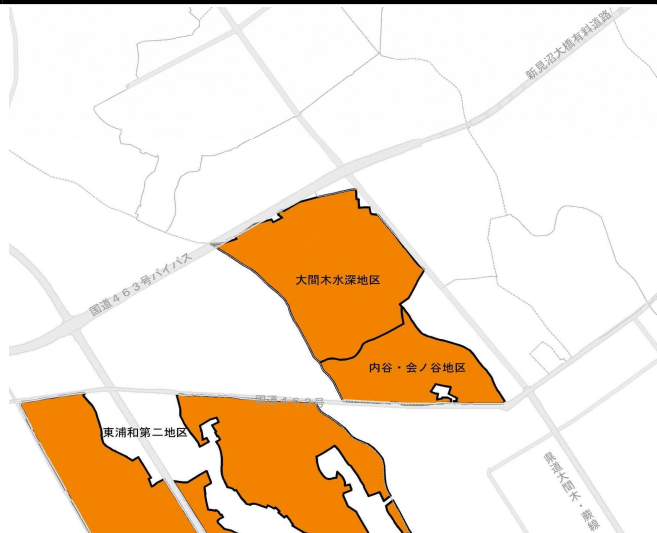 新見沼大橋有料道路
大間木水深地区
国道463号バイパス
内谷・会ノ谷地区
国道463号
東浦和第二地区
県道大間木・蕨線